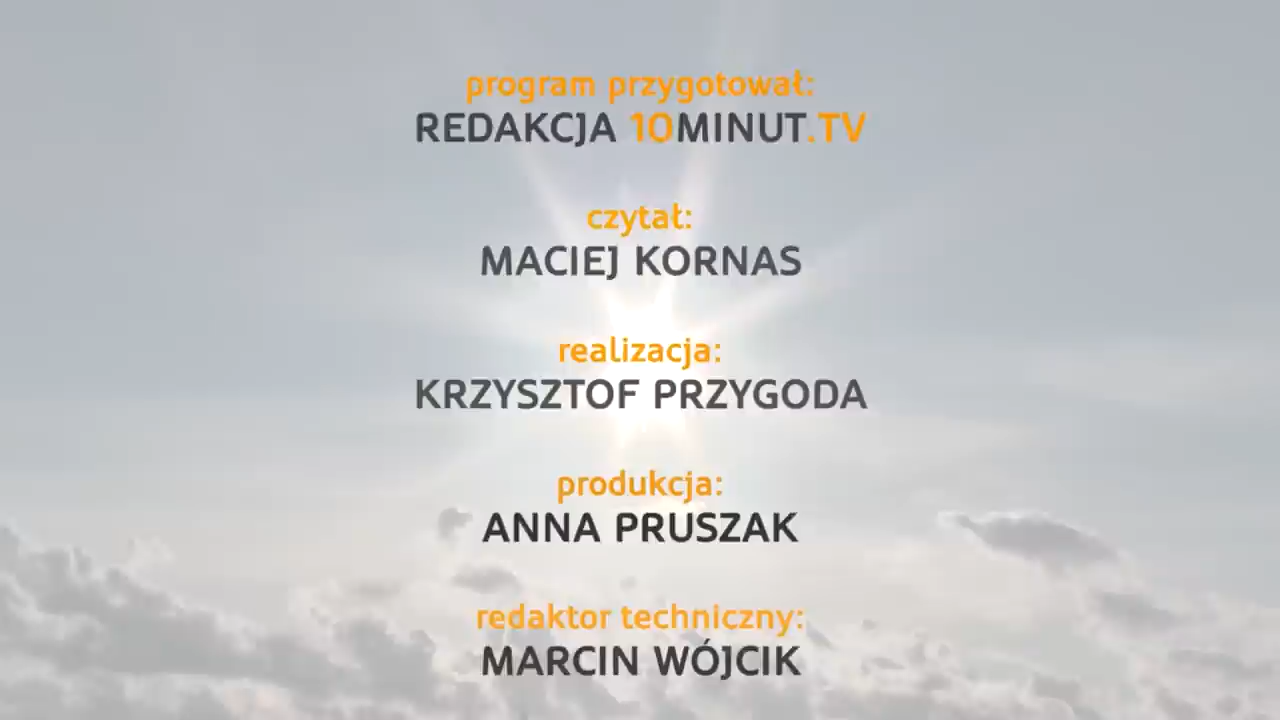 program przygotował:
REDAKCJA 10MINUT.TV
czytał:
MACIEJ KORNAS
realizacja:
KRZYSZTOF PRZYGODA
produkcja:
ANNA PRUSZAK
redaktor techniczny:
MARCIN WÓJCIK